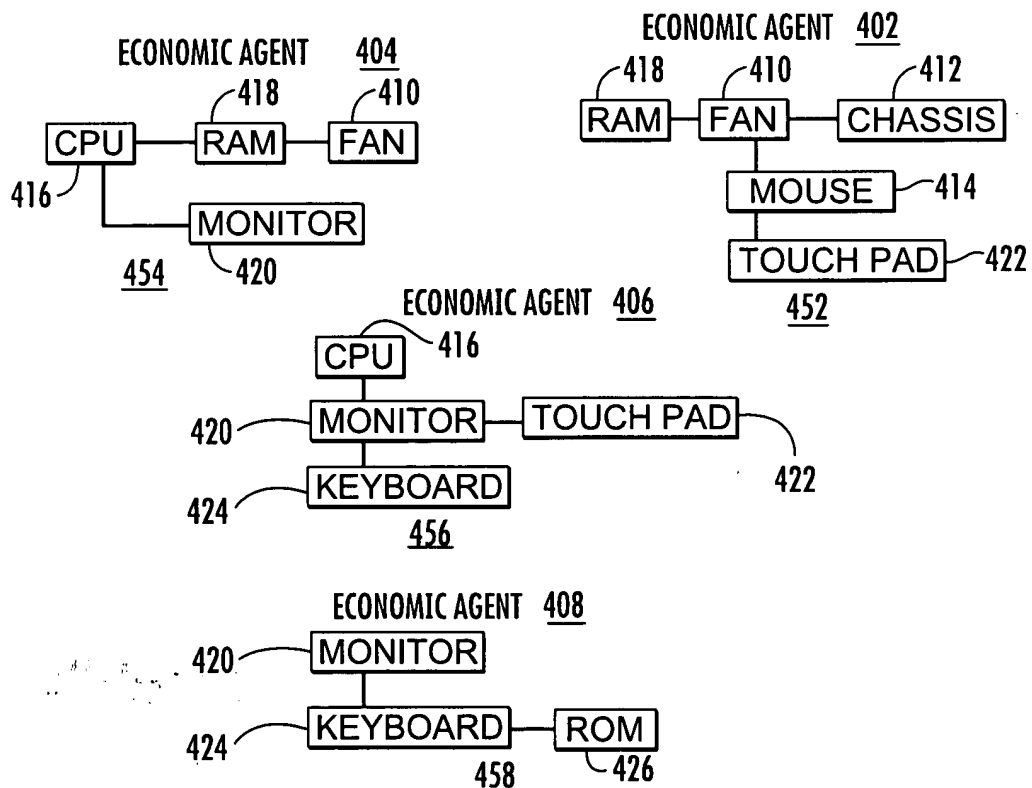 ECONOMIC AGENT 404
418
410
CPU
RAM
FAN
416
MONITOR
420
454
ECONOMIC AGENT 402
418
410
412
RAM
FAN
CHASSIS
MOUSE
414
TOUCH PAD
422
452
ECONOMIC AGENT 406
CPU
416
420
MONITOR
TOUCH PAD
422
424
KEYBOARD
456
ECONOMIC AGENT 408
420
MONITOR
424
KEYBOARD
ROM
458
426